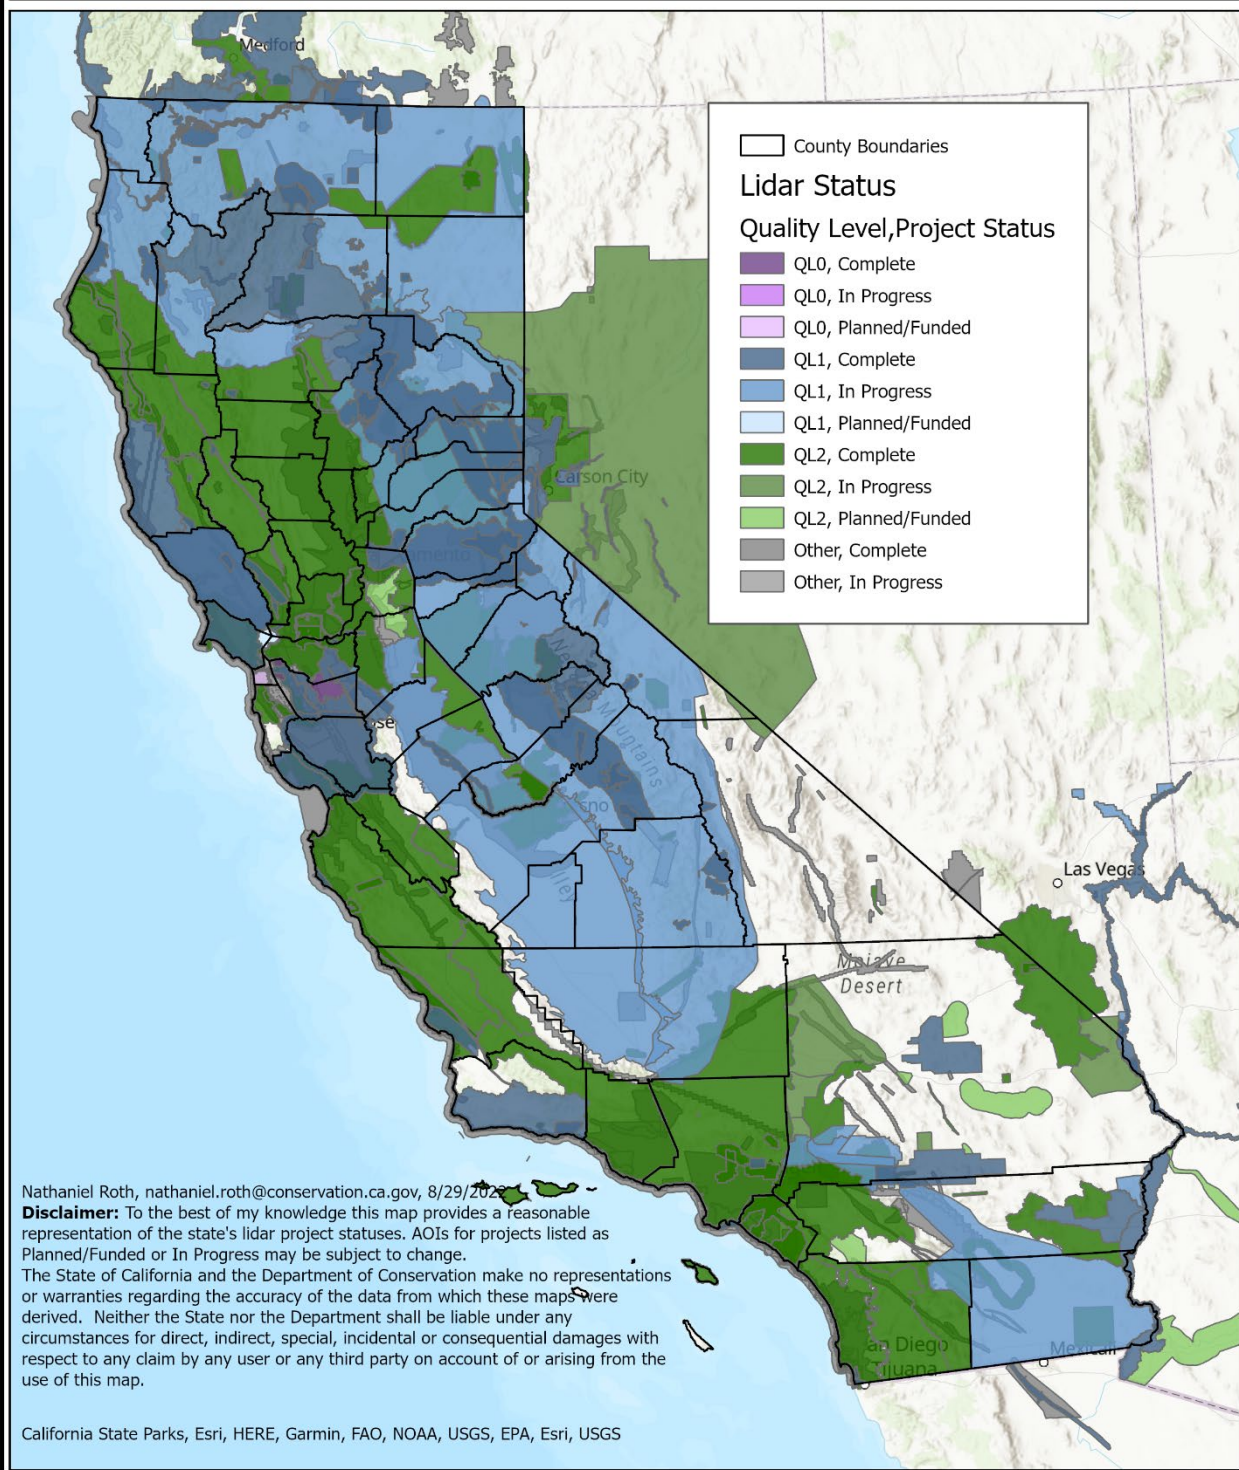 Medford
County Boundaries
Lidar Status
Quality Level,Project Status
QL0, Complete
QL0, In Progress
QL0, Planned/Funded
QL1, Complete
QL1, In Progress
QL1, Planned/Funded
QL2, Complete
QL2, In Progress
QL2, Planned/Funded
Other, Complete
Other, In Progress
Carson City
Mountains
Las Vegas
Mojave
Desert
Nathaniel Roth, nathaniel.roth@conservation.ca.gov,
Disclaimer: To the best of my knowledge this map provides a reasonable
representation of the state's lidar project statuses. AOIs for projects listed as
Planned/Funded or In Progress may be subject to change.
The State of California and the Department of Conservation make no representations
or warranties regarding the accuracy of the data from which these maps were
derived. Neither the State nor the Department shall be liable under any
circumstances for direct, indirect, special, incidental or consequential damages with
respect to any claim by any user or any third party on account of or arising from the
use of this map.
an Diego
Tijuana
Mexicali
California State Parks, Esri, HERE, Garmin, FAO, NOAA, USGS, EPA, Esri, USGS